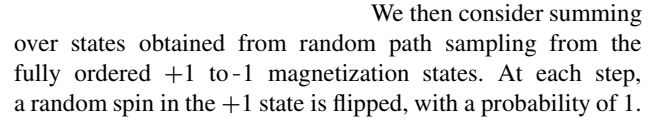 We then consider summing
over states obtained from random path sampling from the
fully ordered +1 to -1 magnetization states. At each step,
a random spin in the +1 state is flipped, with a probability of 1.